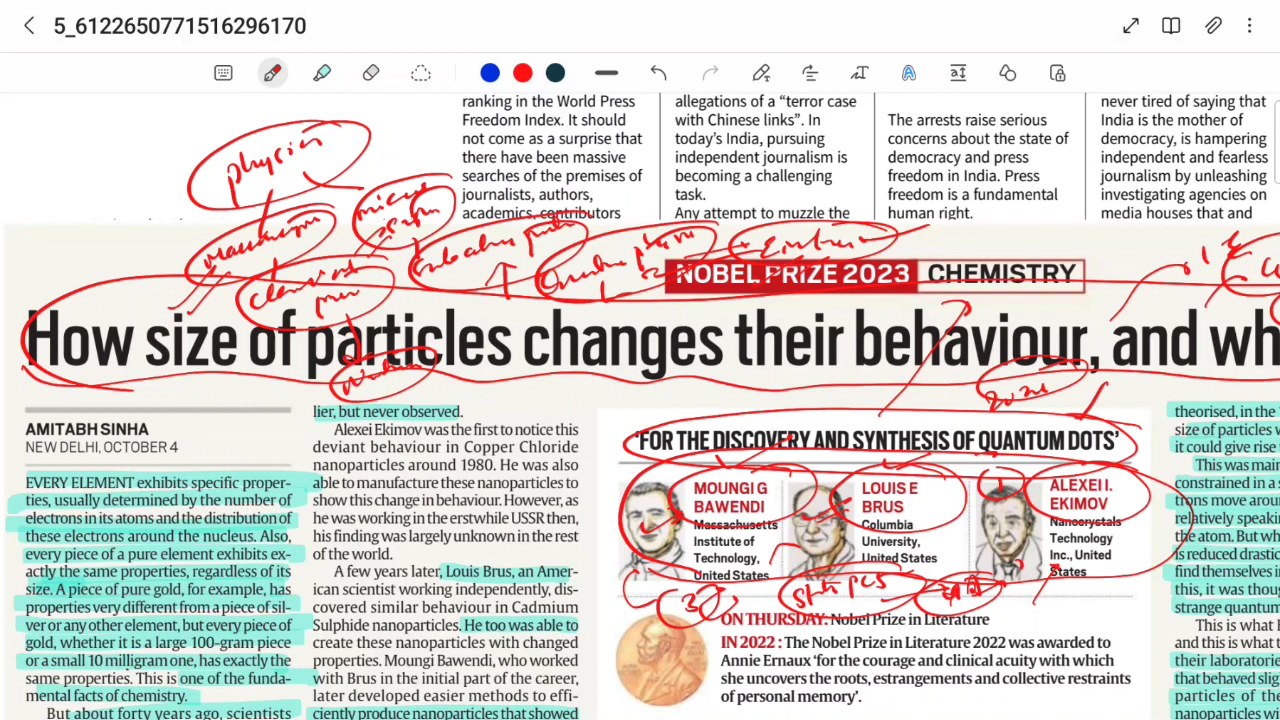 5_6122650771516296170
ranking in the World Press
Freedom Index. It should
not come as a surprise that
there have been massive
searches of the premises of
journalists, authors,
academics, contributors
allegations of a “terror case
with Chinese links”. In
today's India, pursuing
independent journalism is
becoming a challenging
task.
Any attempt to muzzle the
The arrests raise serious
concerns about the state of
democracy and press
freedom in India. Press
freedom is a fundamental
human right.
never tired of saying that
India is the mother of
democracy, is hampering
independent and fearless
journalism by unleashing
investigating agencies on
media houses that and
physics
NOBEL PRIZE 2023 CHEMISTRY
How size of particles changes their behaviour, and wh
AMITABH SINHA
NEW DELHI, OCTOBER 4
EVERY ELEMENT exhibits specific proper-
ties, usually determined by the number of
electrons in its atoms and the distribution of
these electrons around the nucleus. Also,
every piece of a pure element exhibits ex-
actly the same properties, regardless of its
size. A piece of pure gold, for example, has
properties very different from a piece of sil-
ver or any other element, but every piece of
gold, whether it is a large 100-gram piece
or a small 10 milligram one, has exactly the
same properties. This is one of the funda-
mental facts of chemistry.
But about forty years ago, scientists
lier, but never observed.
Alexei Ekimov was the first to notice this
deviant behaviour in Copper Chloride
nanoparticles around 1980. He was also
able to manufacture these nanoparticles to
show this change in behaviour. However, as
he was working in the erstwhile USSR then,
his finding was largely unknown in the rest
of the world.
A few years later, Louis Brus, an Amer-
ican scientist working independently, dis-
covered similar behaviour in Cadmium
Sulphide nanoparticles. He too was able to
create these nanoparticles with changed
properties. Moungi Bawendi, who worked
with Brus in the initial part of the career,
later developed easier methods to effi-
ciently produce nanoparticles that showed
‘FOR THE DISCOVERY AND SYNTHESIS OF QUANTUM DOTS’
MOUNGI G
BAWENDI
Massachusetts
Institute of
Technology,
United States
LOUIS E
BRUS
Columbia
University,
United States
ALEXEI I.
EKIMOV
Nanocrystals
Technology
Inc., United
States
3
ON THURSDAY: Nobel Prize in Literature
IN 2022 : The Nobel Prize in Literature 2022 was awarded to
Annie Ernaux ‘for the courage and clinical acuity with which
she uncovers the roots, estrangements and collective restraints
of personal memory’.
theorised, in the
size of particles w
it could give rise
This was main
constrained in a s
trons move aroun
relatively speaki
the atom. But wh
is reduced drastic
find themselves i
this, it was thoug
strange quantum
This is what E
and this is what t
their laboratorie
that behaved slig
particles of the
nanoparticles wi